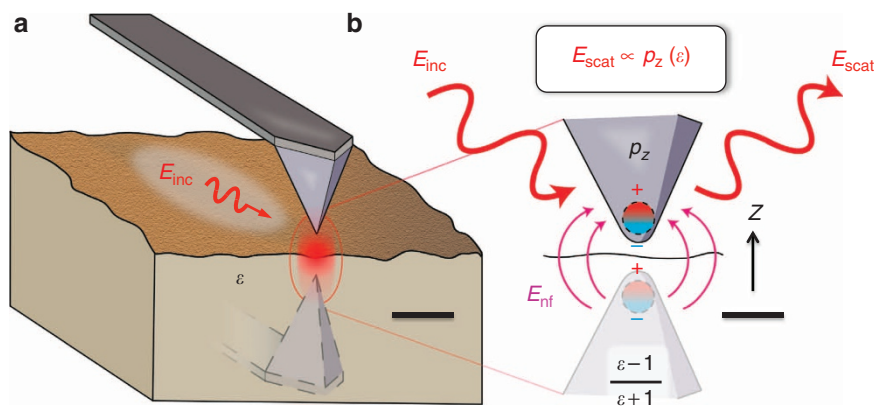 a
b
E_inc
E_scat ∝ p_z (ε)
E_scat
E_inc
p_z
+
−
Z
ε
+
E_nf
−
ε−1
ε+1